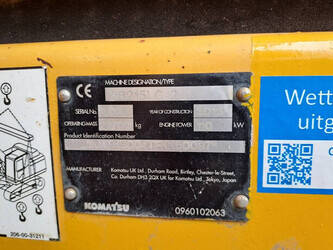 MACHINE DESIGNATION/TYPE
CE
SERIAL No.
YEAR OF CONSTRUCTION
OPERATING MASS
kg
ENGINE POWER
kW
Product Identification Number
MANUFACTURER
Komatsu UK Ltd, Durham Road, Birtley, Chester-le-Street,
Co. Durham DH3 2QX UK for Komatsu Ltd, Tokyo, Japan
KOMATSU
0960102063
206-00-31211
Wett
uitg